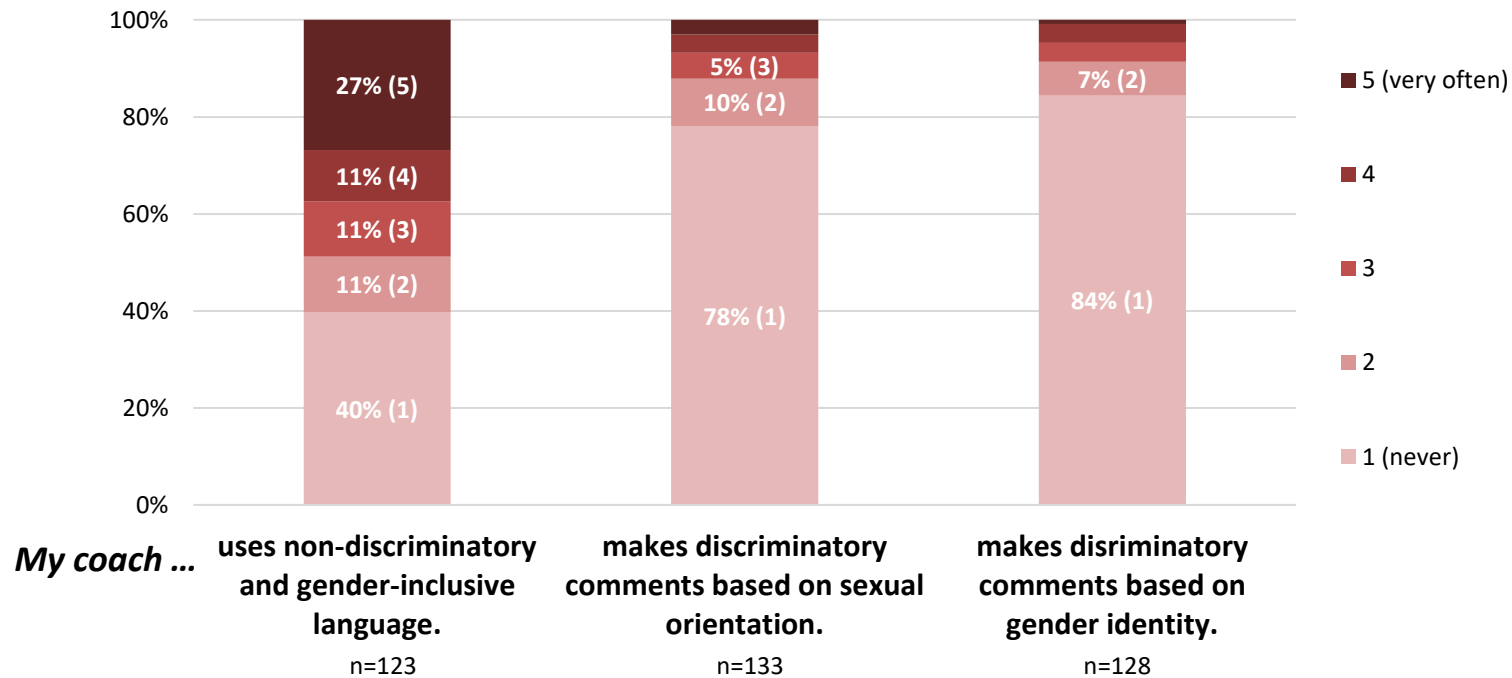 100%
80%
60%
40%
20%
0%
27% (5)
11% (4)
11% (3)
11% (2)
40% (1)
5% (3)
10% (2)
78% (1)
7% (2)
84% (1)
5 (very often)
4
3
2
1 (never)
My coach ...
uses non-discriminatory
and gender-inclusive
language.
n=123
makes discriminatory
comments based on sexual
orientation.
n=133
makes disriminatory
comments based on
gender identity.
n=128